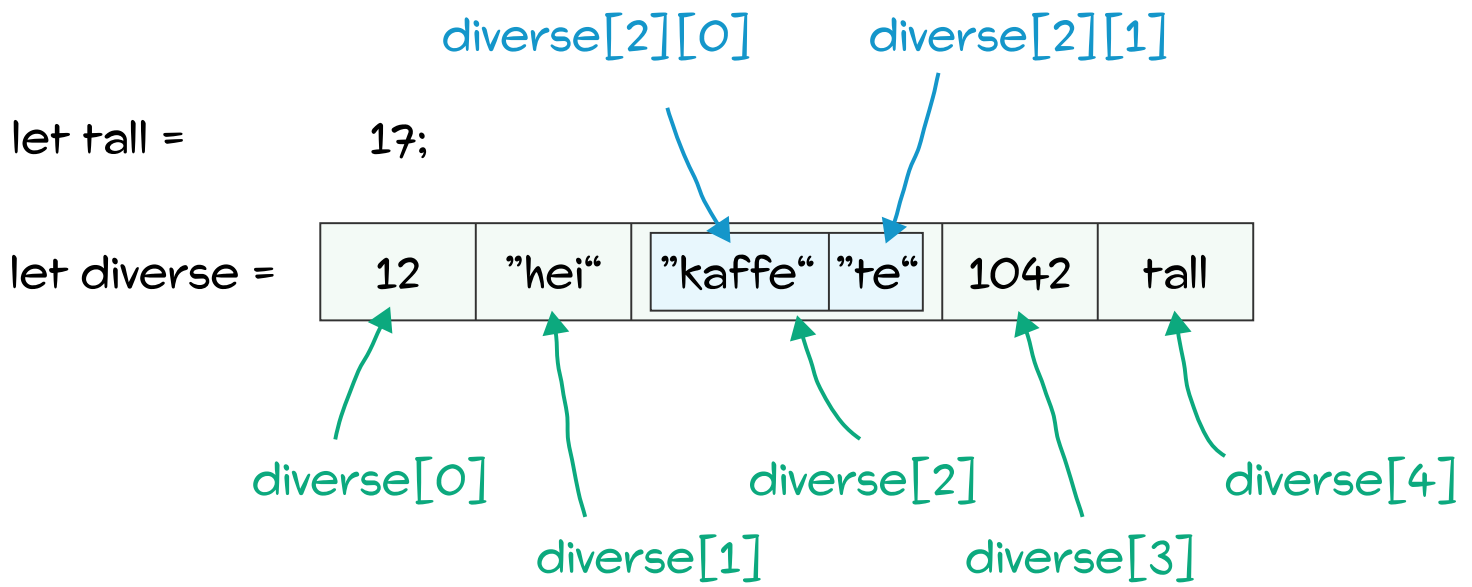 diverse[2][0] diverse[2][1]
let tall = 17;
let diverse = 12 ”hei“ ”kaffe“ ”te“ 1042 tall
diverse[0] diverse[2] diverse[4]
diverse[1] diverse[3]